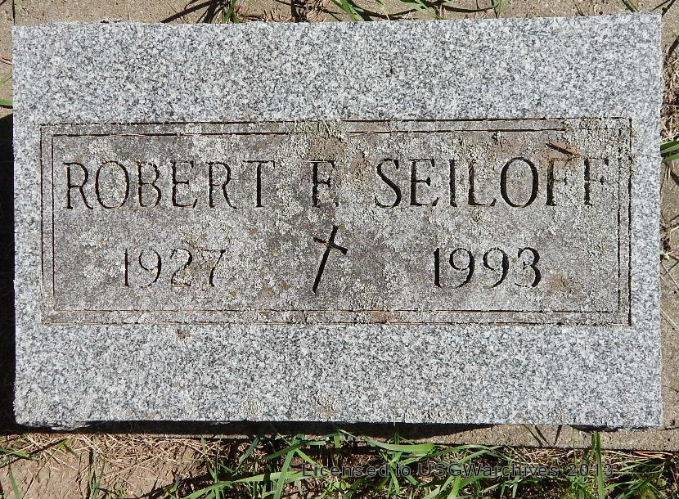 ROBERT F. SEILOFF
1927 1993
Licensed to USGWarchives 2013